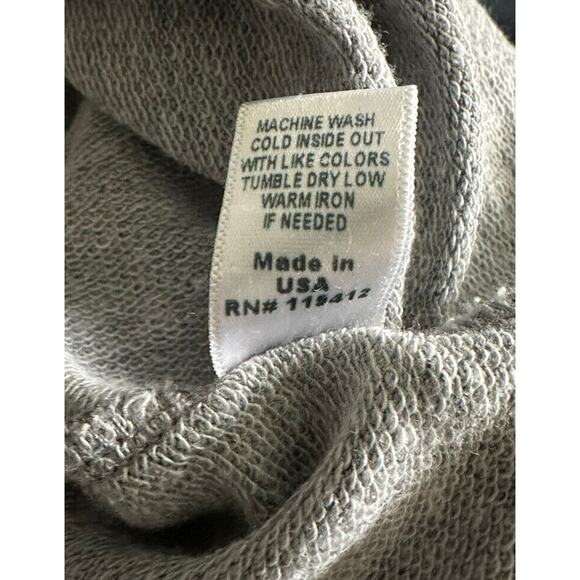 MACHINE WASH
COLD INSIDE OUT
WITH LIKE COLORS
TUMBLE DRY LOW
WARM IRON
IF NEEDED
Made in
USA
RN# 119412